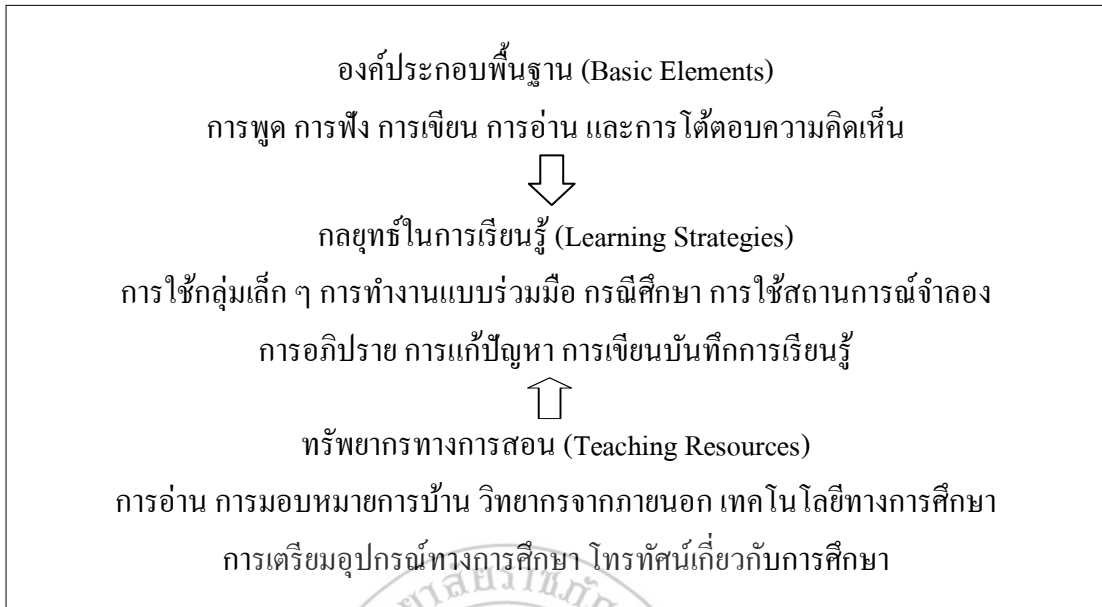 องค์ประกอบพื้นฐาน (Basic Elements)
การพูด การฟัง การเขียน การอ่าน และการโต้ตอบความคิดเห็น
กลยุทธ์ในการเรียนรู้ (Learning Strategies)
การใช้กลุ่มเล็ก ๆ การทำงานแบบร่วมมือ กรณีศึกษา การใช้สถานการณ์จำลอง
การอภิปราย การแก้ปัญหา การเขียนบันทึกการเรียนรู้
ทรัพยากรทางการสอน (Teaching Resources)
การอ่าน การมอบหมายการบ้าน วิทยากรจากภายนอก เทคโนโลยีทางการศึกษา
การเตรียมอุปกรณ์ทางการศึกษา โทรทัศน์เกี่ยวกับการศึกษา